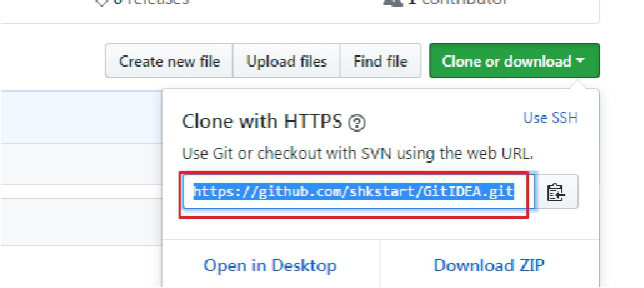 releases
1 contributor
Create new file Upload files Find file Clone or download
Clone with HTTPS Use SSH
Use Git or checkout with SVN using the web URL.
https://github.com/shkstart/GitIDEA.git
Open in Desktop Download ZIP